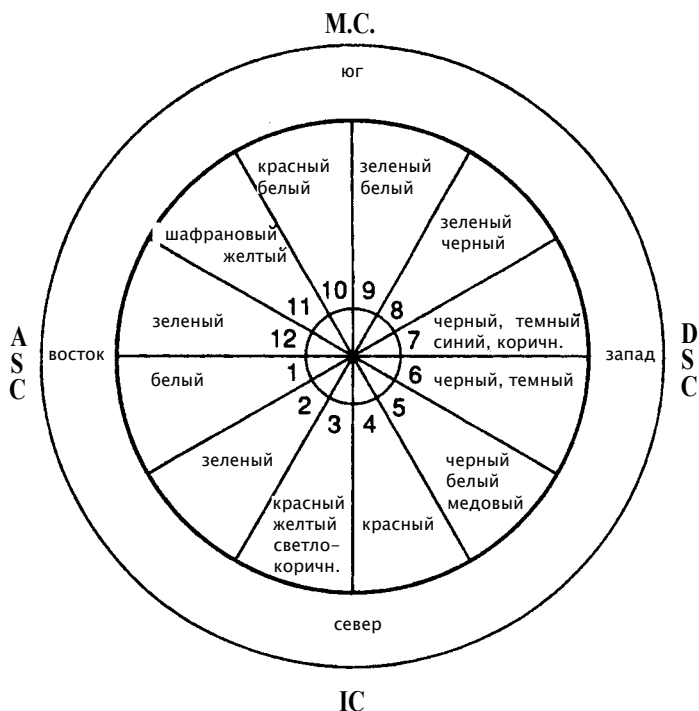 M.C.
юг
красный
белый
зеленый
белый
шафрановый
желтый
зеленый
черный
10
9
11
8
зеленый
12
7
черный, темный
синий, коричн.
A
S
C
восток
запад
D
S
C
белый
1
6
черный, темный
2
5
3
4
зеленый
черный
белый
медовый
красный
желтый
светло-
коричн.
красный
север
IC